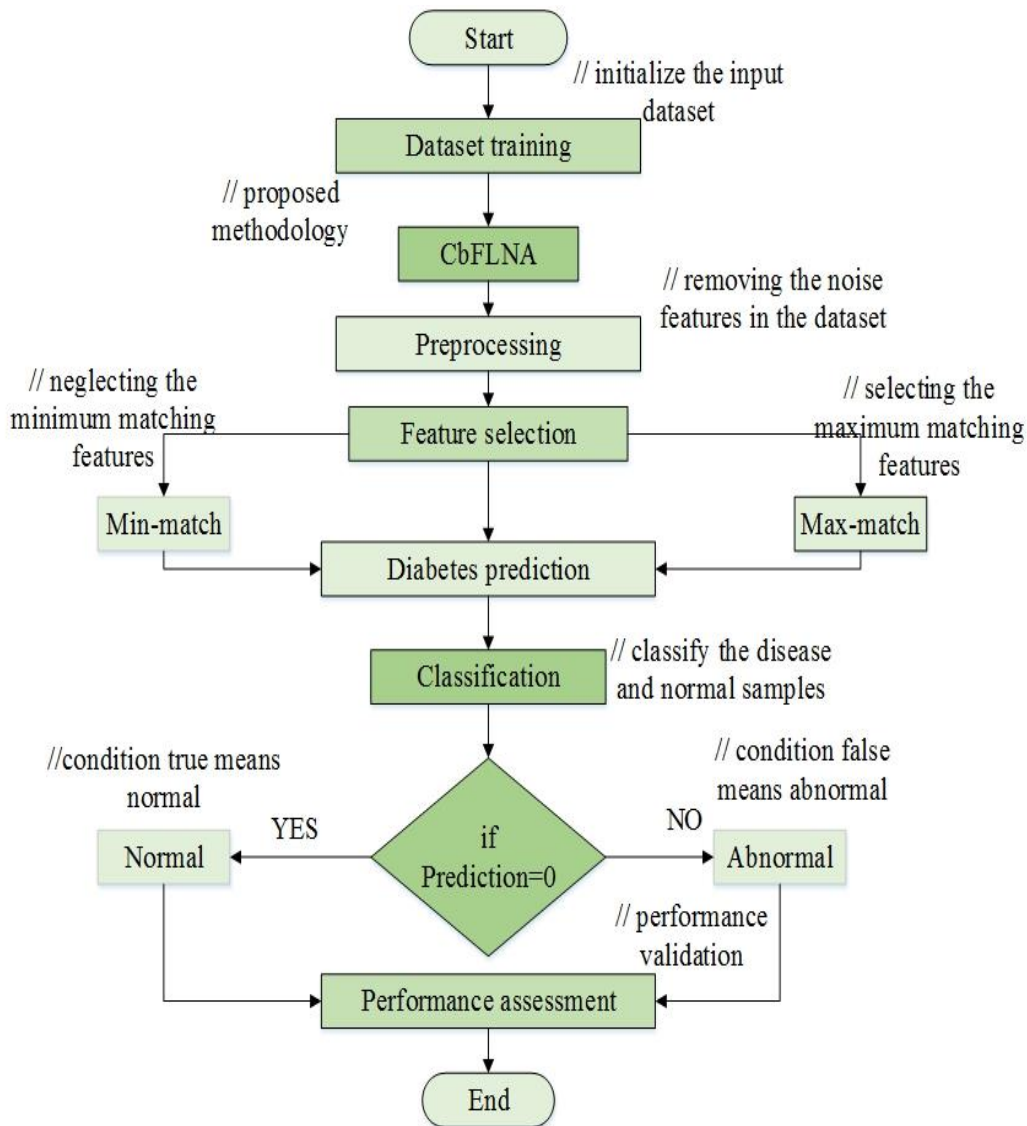 Start
// initialize the input
dataset
Dataset training
// proposed
methodology
CbFLNA
// removing the noise
features in the dataset
Preprocessing
// neglecting the
minimum matching
features
// selecting the
maximum matching
features
Feature selection
Min-match
Max-match
Diabetes prediction
Classification
// classify the disease
and normal samples
//condition true means
normal
// condition false
means abnormal
YES
NO
if
Prediction=0
Normal
Abnormal
// performance
validation
Performance assessment
End